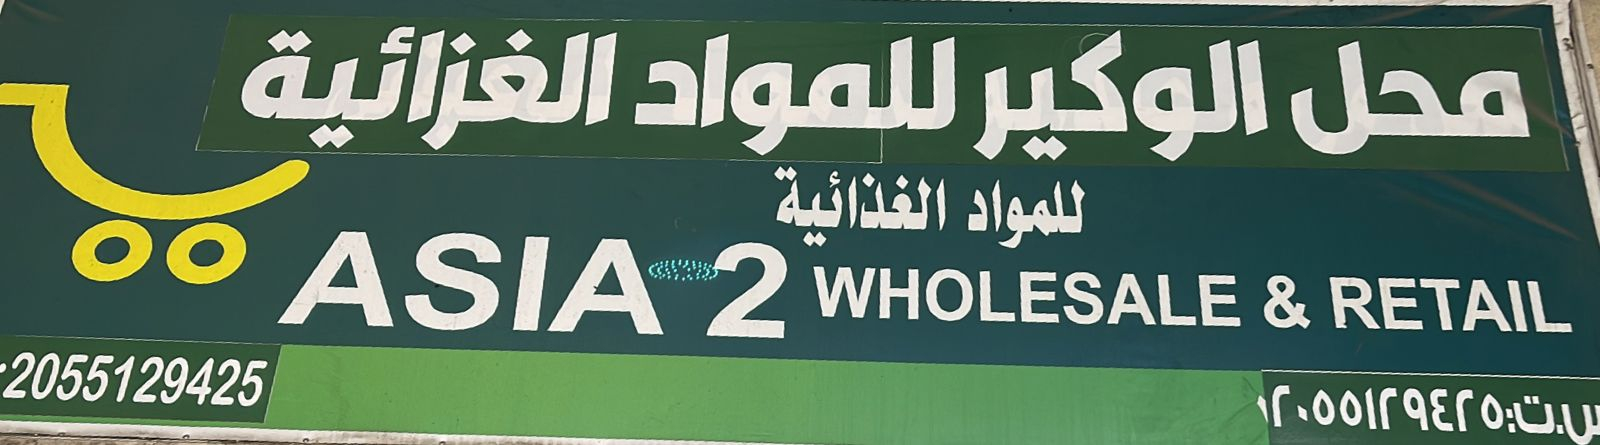 محل الوكير للمواد الغزائية
للمواد الغذائية
ASIA 2 WHOLESALE & RETAIL
:2055129425
س.ت:٢٠٥٥١٢٩٤٢٥